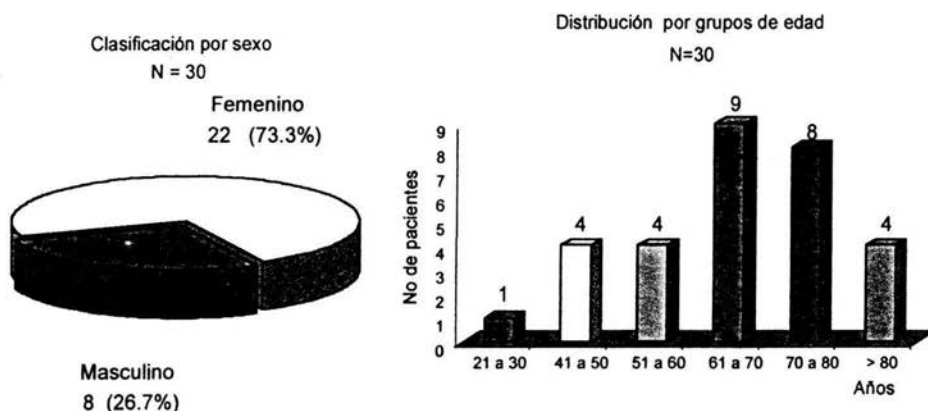 Clasificación por sexo
N = 30
Femenino
22 (73.3%)
Masculino
8 (26.7%)
Distribución por grupos de edad
N=30
No de pacientes
9
8
7
6
5
4
3
2
1
0
1
4
4
9
8
4
21 a 30
41 a 50
51 a 60
61 a 70
70 a 80
> 80
Años